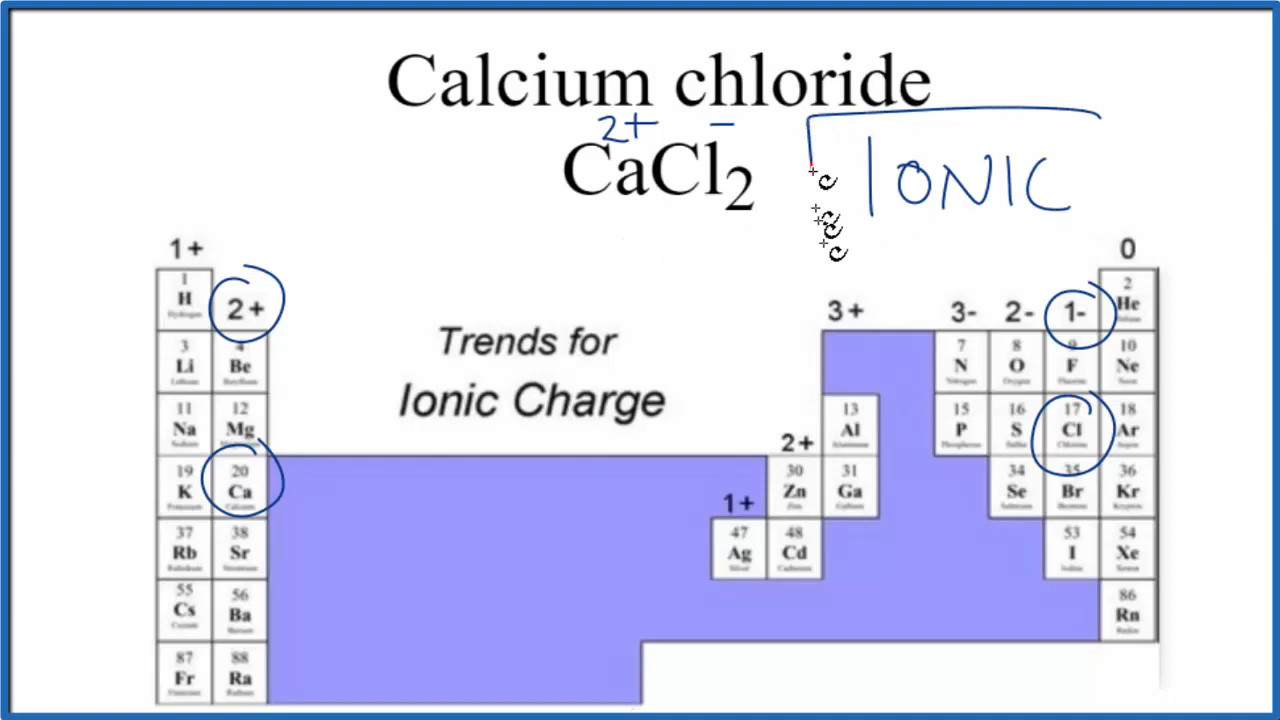 Calcium chloride
2+ −
CaCl2
IONIC
1+
0
2+
3+
3-
2-
1-
1
H
Hydrogen
2
He
3
Li
4
Be
7
N
Nitrogen
8
O
9
F
10
Ne
Trends for
Ionic Charge
11
Na
12
Mg
13
Al
15
P
16
S
17
Cl
Chlorine
18
Ar
2+
19
K
20
Ca
Calcium
30
Zn
31
Ga
34
Se
35
Br
36
Kr
1+
37
Rb
38
Sr
47
Ag
48
Cd
53
I
54
Xe
55
Cs
56
Ba
86
Rn
87
Fr
88
Ra